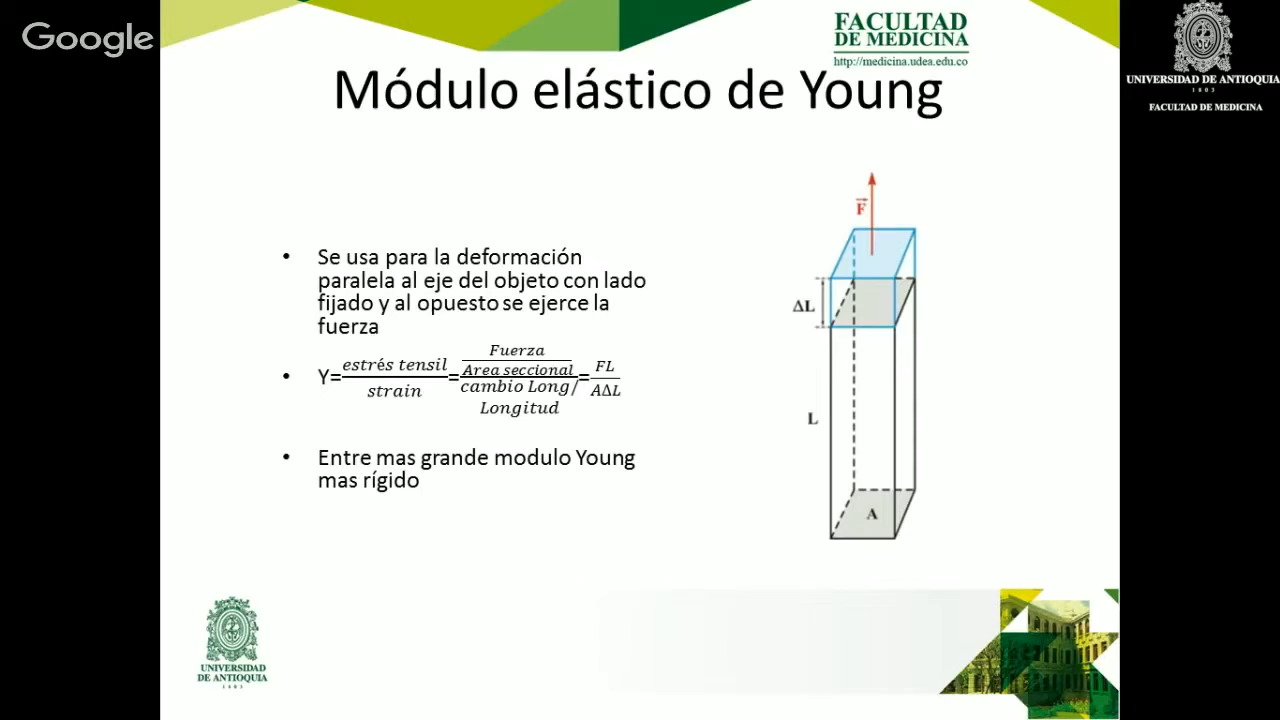 Google
FACULTAD
DE MEDICINA
http://medicina.udea.edu.co
UNIVERSIDAD DE ANTIOQUIA
1803
FACULTAD DE MEDICINA
Módulo elástico de Young
• Se usa para la deformación
paralela al eje del objeto con lado
fijado y al opuesto se ejerce la
fuerza
• Y=estrés tensil/strain=Fuerza/Area seccional/cambio Long/Longitud=FL/AΔL
• Entre mas grande modulo Young
mas rígido
F
ΔL
L
A
UNIVERSIDAD
DE ANTIOQUIA
1803